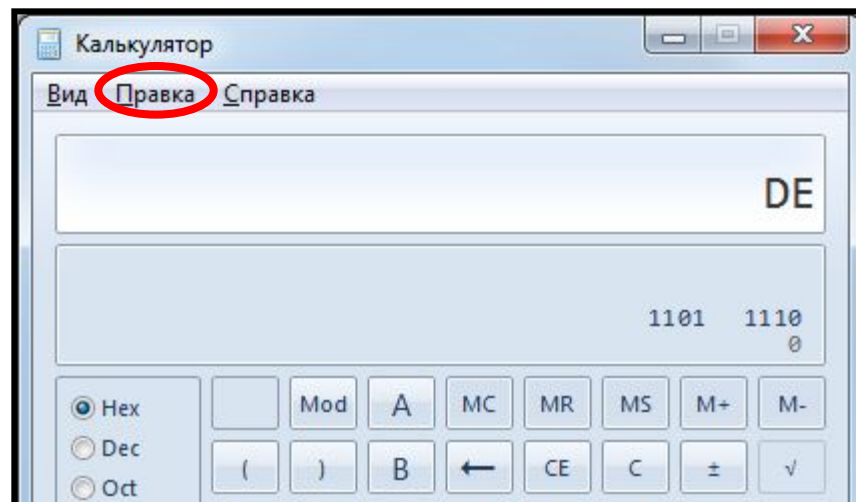 Калькулятор
Вид Правка Справка
DE
1101 1110
0
Hex Mod A MC MR MS M+ M-
Dec
( ) B ← CE C ± √
Oct